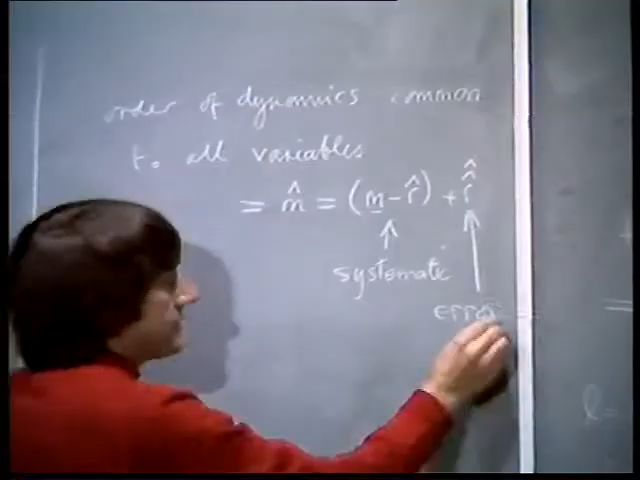 order of dynamics common
to all variables
= m̂ = (m - r̂) + r̂̂
systematic
error
l =